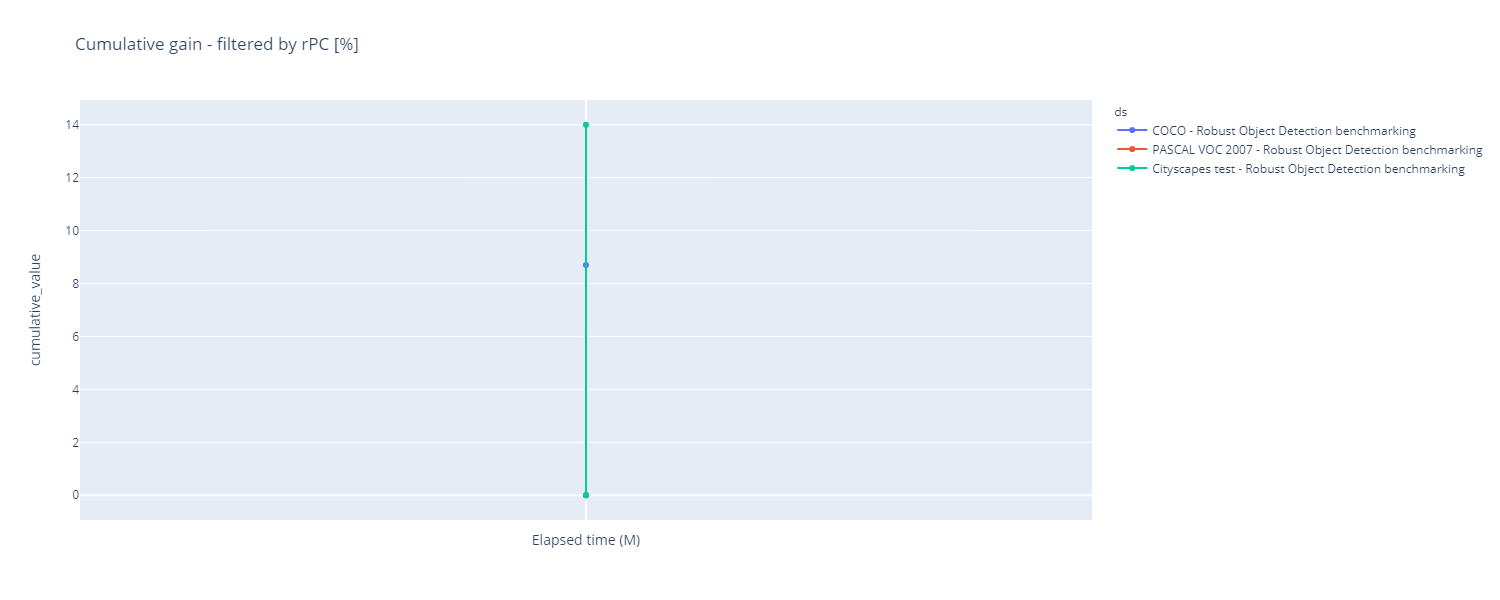 Cumulative gain - filtered by rPC [%]
ds
COCO - Robust Object Detection benchmarking
PASCAL VOC 2007 - Robust Object Detection benchmarking
Cityscapes test - Robust Object Detection benchmarking
14
12
10
8
6
4
2
0
cumulative_value
Elapsed time (M)